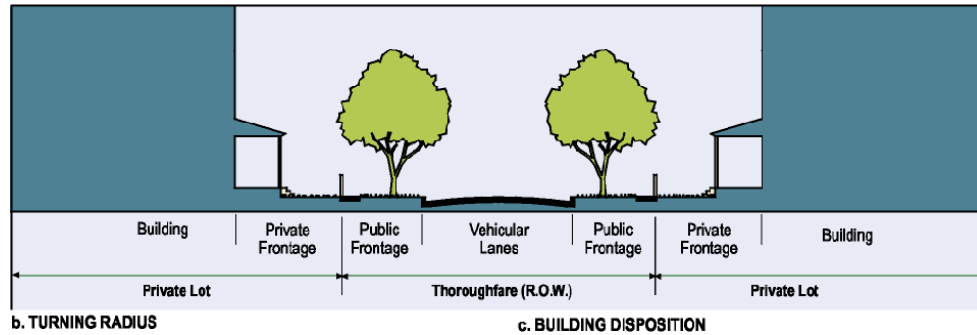 Building
Private
Frontage
Public
Frontage
Vehicular
Lanes
Public
Frontage
Private
Frontage
Building
Private Lot
Thoroughfare (R.O.W.)
Private Lot
b. TURNING RADIUS
c. BUILDING DISPOSITION